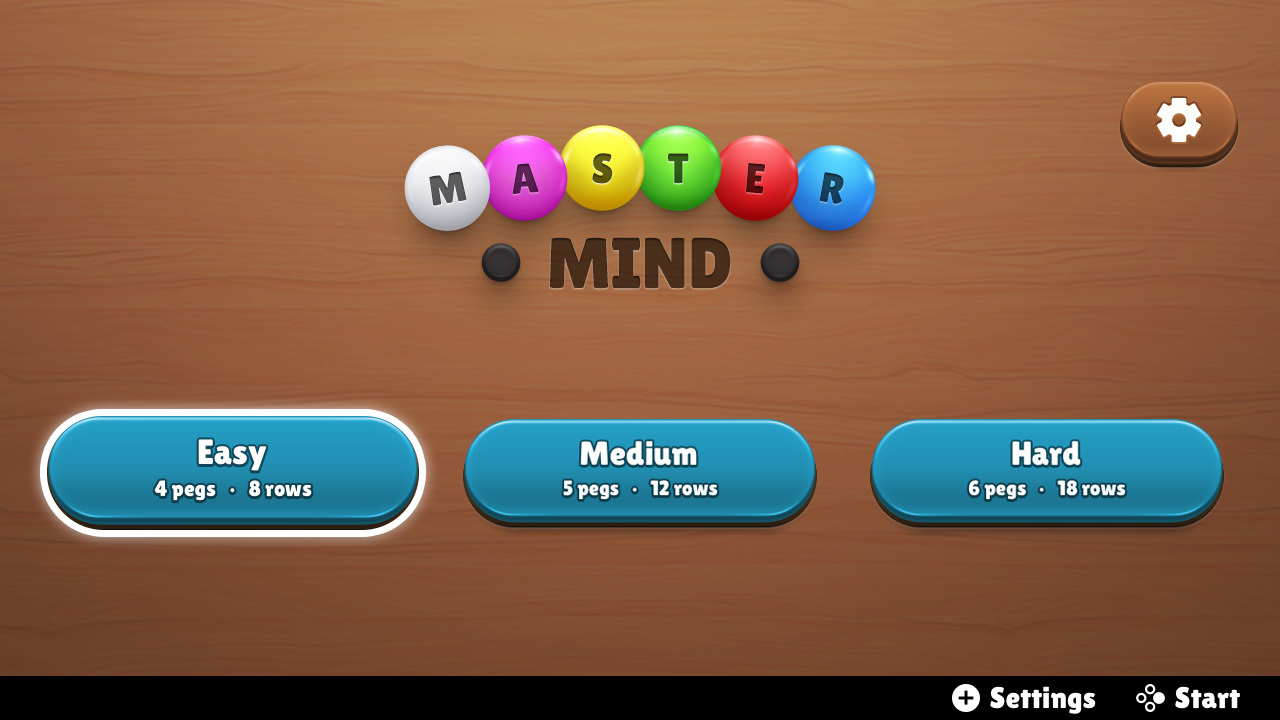 MASTER
MIND
Easy
4 pegs · 8 rows
Medium
5 pegs · 12 rows
Hard
6 pegs · 18 rows
Settings
Start